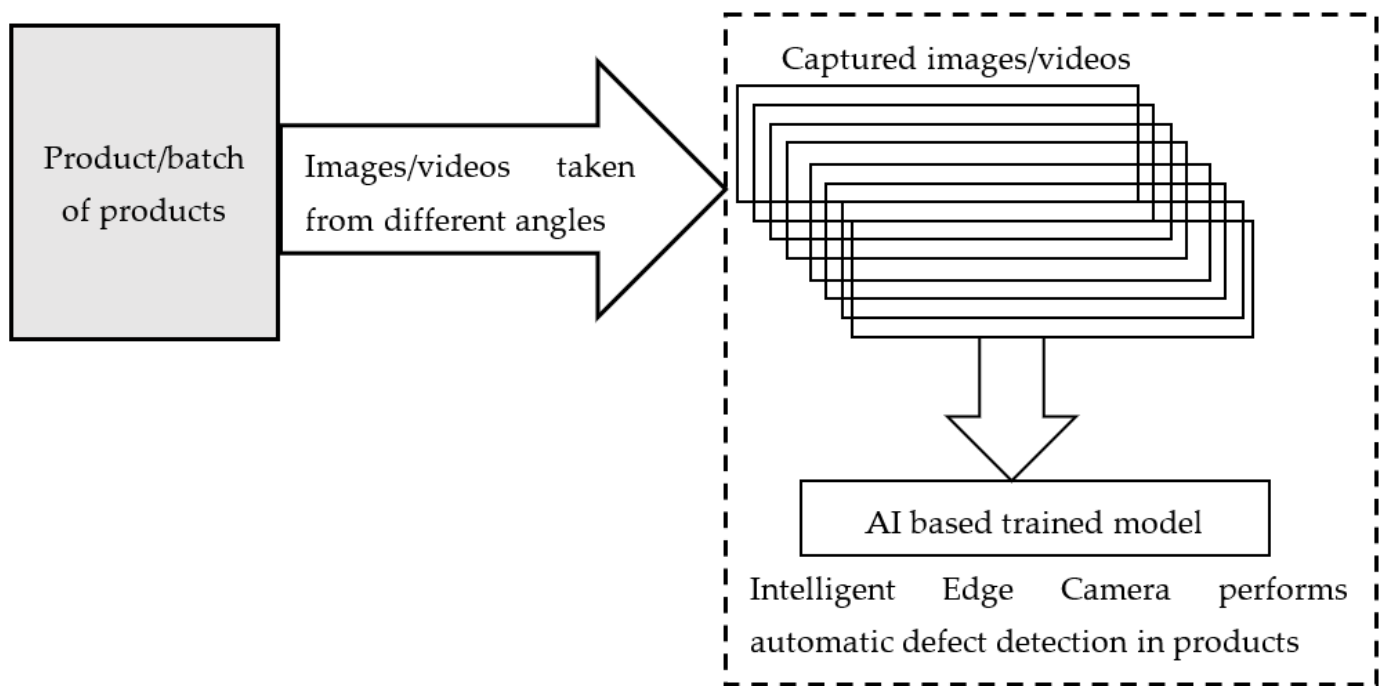 Product/batch
of products
Images/videos taken
from different angles
Captured images/videos
AI based trained model
Intelligent Edge Camera performs
automatic defect detection in products